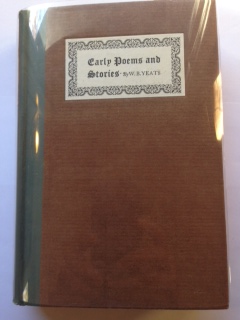 Early Poems and
Stories · By W. B. YEATS